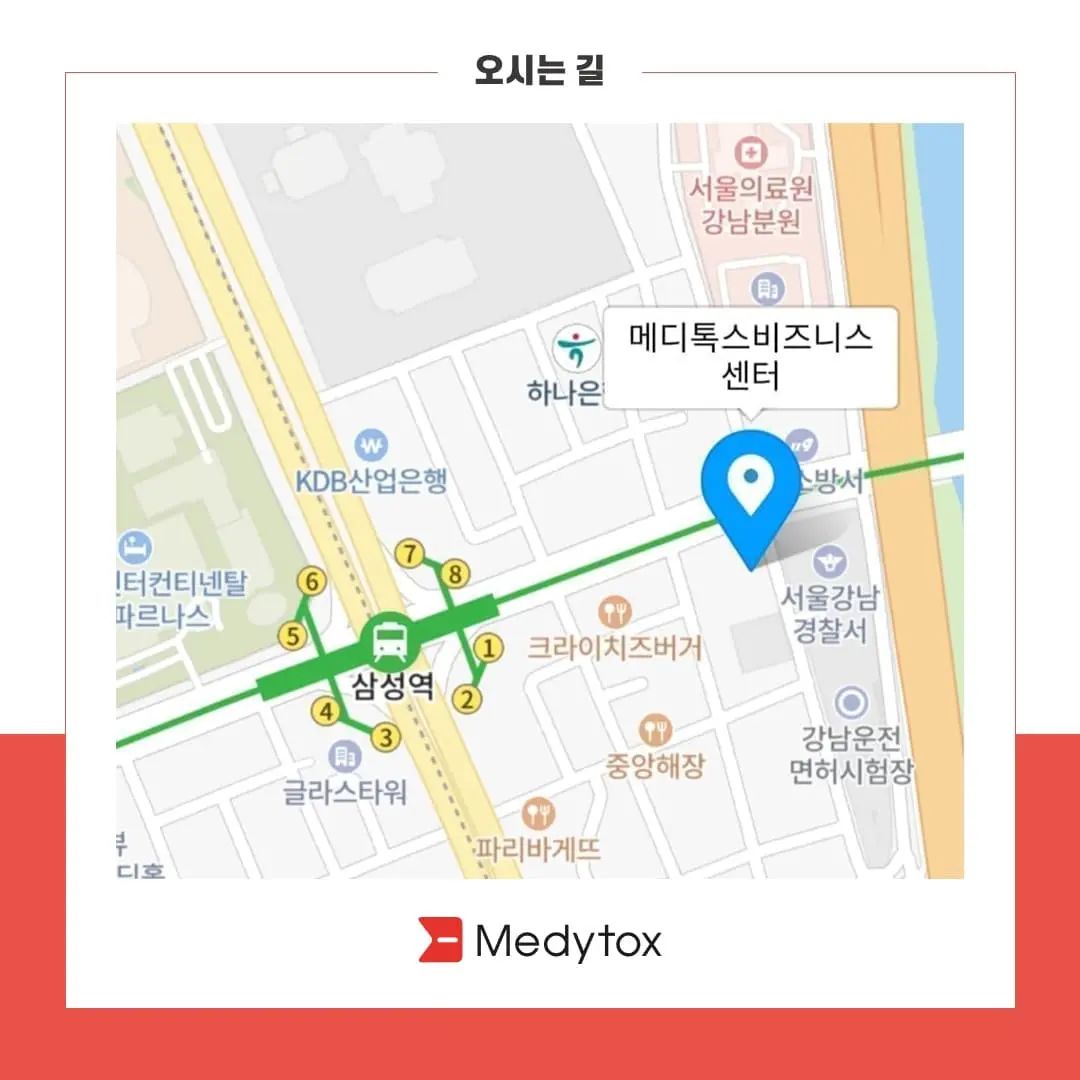 오시는 길
서울의료원
강남분원
메디톡스비즈니스
센터
하나은
KDB산업은행
소방서
7
8
6
5
인터컨티넨탈
파르나스
서울강남
경찰서
크라이치즈버거
1
2
삼성역
4
3
강남운전
면허시험장
중앙해장
글라스타워
파리바게뜨
Medytox